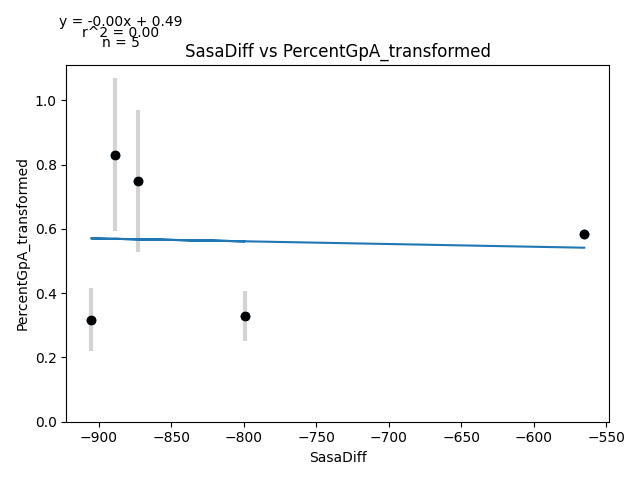 y = -0.00x + 0.49
r^2 = 0.00
n = 5
SasaDiff vs PercentGpA_transformed
PercentGpA_transformed
1.0
0.8
0.6
0.4
0.2
0.0
−900 −850 −800 −750 −700 −650 −600 −550
SasaDiff